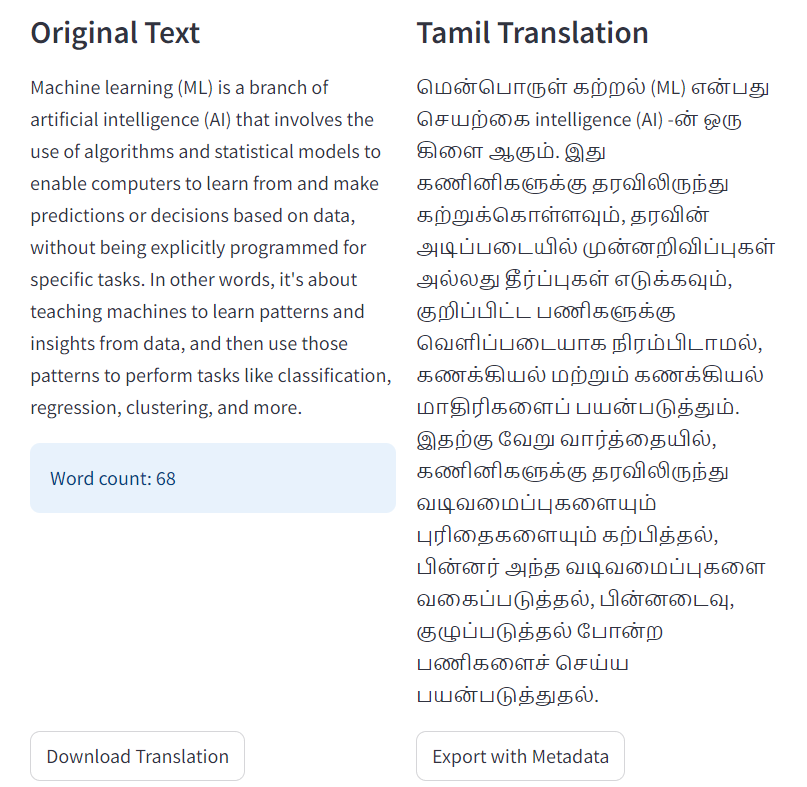 Original Text
Machine learning (ML) is a branch of
artificial intelligence (AI) that involves the
use of algorithms and statistical models to
enable computers to learn from and make
predictions or decisions based on data,
without being explicitly programmed for
specific tasks. In other words, it's about
teaching machines to learn patterns and
insights from data, and then use those
patterns to perform tasks like classification,
regression, clustering, and more.
Word count: 68
Download Translation
Tamil Translation
மென்பொருள் கற்றல் (ML) என்பது
செயற்கை intelligence (AI) -ன் ஒரு
கிளை ஆகும். இது
கணினிகளுக்கு தரவிலிருந்து
கற்றுக்கொள்ளவும், தரவின்
அடிப்படையில் முன்னறிவிப்புகள்
அல்லது தீர்ப்புகள் எடுக்கவும்,
குறிப்பிட்ட பணிகளுக்கு
வெளிப்படையாக நிரம்பிடாமல்,
கணக்கியல் மற்றும் கணக்கியல்
மாதிரிகளைப் பயன்படுத்தும்.
இதற்கு வேறு வார்த்தையில்,
கணினிகளுக்கு தரவிலிருந்து
வடிவமைப்புகளையும்
புரிதைகளையும் கற்பித்தல்,
பின்னர் அந்த வடிவமைப்புகளை
வகைப்படுத்தல், பின்னடைவு,
குழுப்படுத்தல் போன்ற
பணிகளைச் செய்ய
பயன்படுத்துதல்.
Export with Metadata